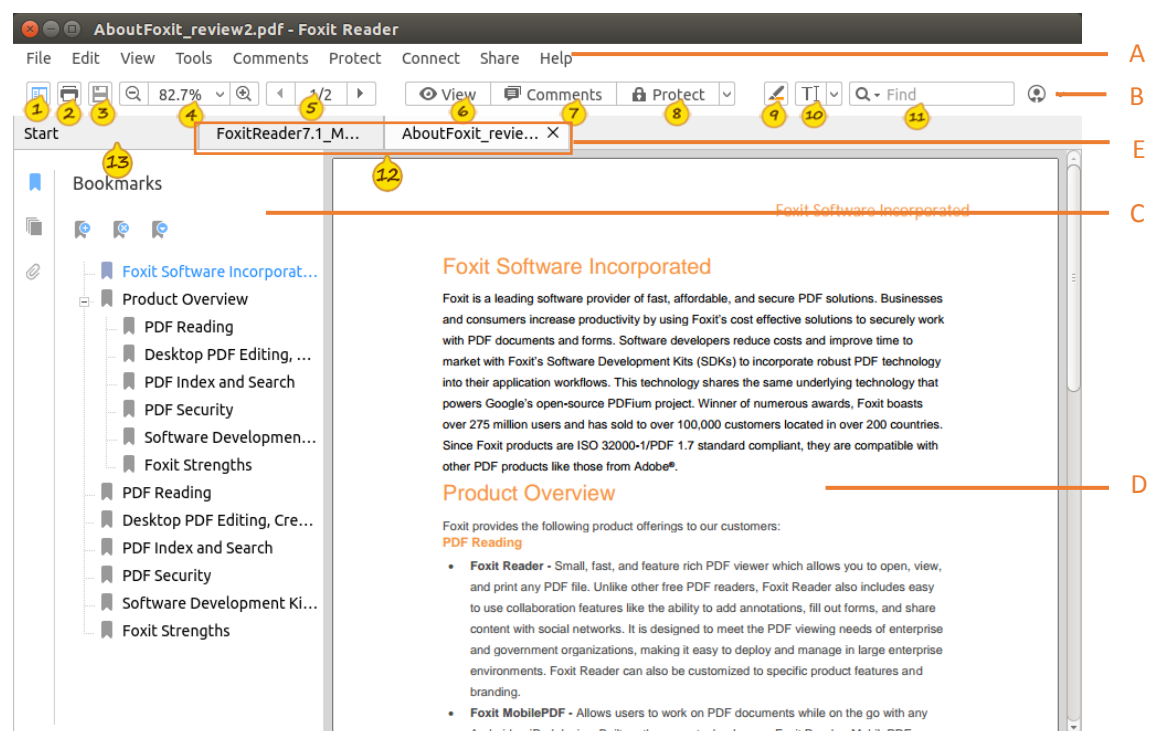 AboutFoxit_review2.pdf - Foxit Reader
File Edit View Tools Comments Protect Connect Share Help
A
82.7% 1/2 View Comments Protect TI Find
B
1 2 3 4 5 6 7 8 9 10 11
Start FoxitReader7.1_M... AboutFoxit_revie... ×
E
13 12
Bookmarks
Foxit Software Incorporated
C
Foxit Software Incorporat...
Product Overview
PDF Reading
Desktop PDF Editing, ...
PDF Index and Search
PDF Security
Software Developmen...
Foxit Strengths
PDF Reading
Desktop PDF Editing, Cre...
PDF Index and Search
PDF Security
Software Development Ki...
Foxit Strengths
Foxit Software Incorporated
Foxit is a leading software provider of fast, affordable, and secure PDF solutions. Businesses
and consumers increase productivity by using Foxit's cost effective solutions to securely work
with PDF documents and forms. Software developers reduce costs and improve time to
market with Foxit's Software Development Kits (SDKs) to incorporate robust PDF technology
into their application workflows. This technology shares the same underlying technology that
powers Google's open-source PDFium project. Winner of numerous awards, Foxit boasts
over 275 million users and has sold to over 100,000 customers located in over 200 countries.
Since Foxit products are ISO 32000-1/PDF 1.7 standard compliant, they are compatible with
other PDF products like those from Adobe®.
Product Overview
D
Foxit provides the following product offerings to our customers:
PDF Reading
• Foxit Reader - Small, fast, and feature rich PDF viewer which allows you to open, view,
and print any PDF file. Unlike other free PDF readers, Foxit Reader also includes easy
to use collaboration features like the ability to add annotations, fill out forms, and share
content with social networks. It is designed to meet the PDF viewing needs of enterprise
and government organizations, making it easy to deploy and manage in large enterprise
environments. Foxit Reader can also be customized to specific product features and
branding.
• Foxit MobilePDF - Allows users to work on PDF documents while on the go with any